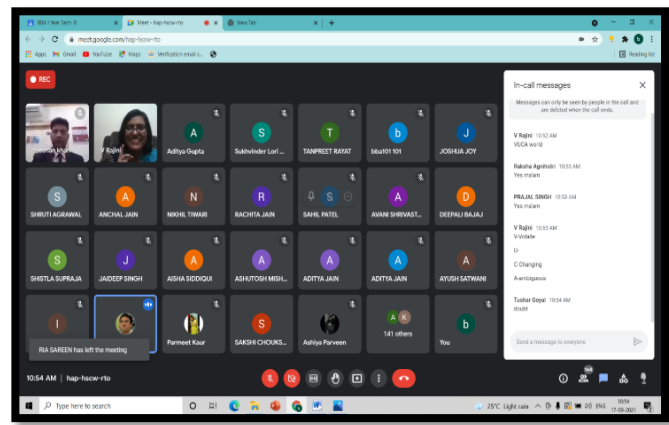 BBA I Year Sech B
Meet - hap-hscw-rto
New Tab
meet.google.com/hap-hscw-rto
Apps
Gmail
YouTube
Maps
Verification email s...
Reading list
REC
V Rajini
Aditya Gupta
Sukhvinder Lori ...
TANPREET RAYAT
bba101 101
JOSHUA JOY
SHRUTI AGRAWAL
ANCHAL JAIN
NIKHIL TIWARI
RACHITA JAIN
SAHIL PATEL
AVANI SHRIVAST...
DEEPALI BAJAJ
SHISTLA SUPRAJA
JAIDEEP SINGH
AISHA SIDDIQUI
ASHUTOSH MISH...
ADITYA JAIN
ADITYA JAIN
AYUSH SATWANI
Parmeet Kaur
SAKSHI CHOUKS...
Ashiya Parveen
141 others
You
RIA SAREEN has left the meeting
In-call messages
Messages can only be seen by people in the call and
are deleted when the call ends.
V Rajini 10:52 AM
VUCA world
Raksha Agnihotri 10:53 AM
Yes malam
PRAJAL SINGH 10:53 AM
Yes malam
V Rajini 10:53 AM
V-Volatile
U-
C-Changing
A-ambiguous
Tushar Goyal 10:54 AM
doubt
Send a message to everyone
10:54 AM | hap-hscw-rto
168
Type here to search
25°C Light rain
ENG
10:54
17-09-2021